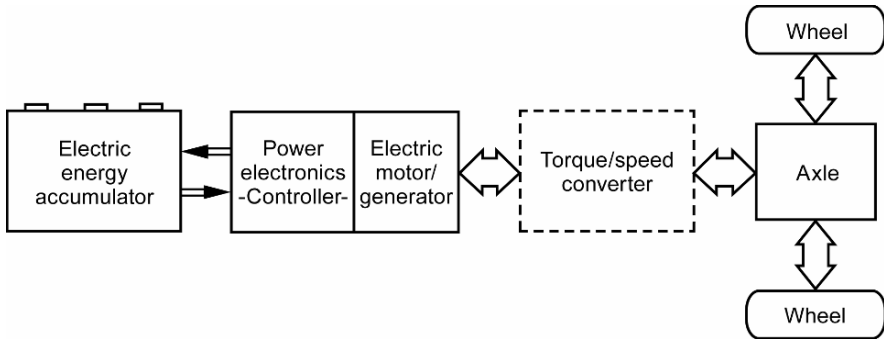 Wheel
Electric
energy
accumulator
Power
electronics
-Controller-
Electric
motor/
generator
Torque/speed
converter
Axle
Wheel